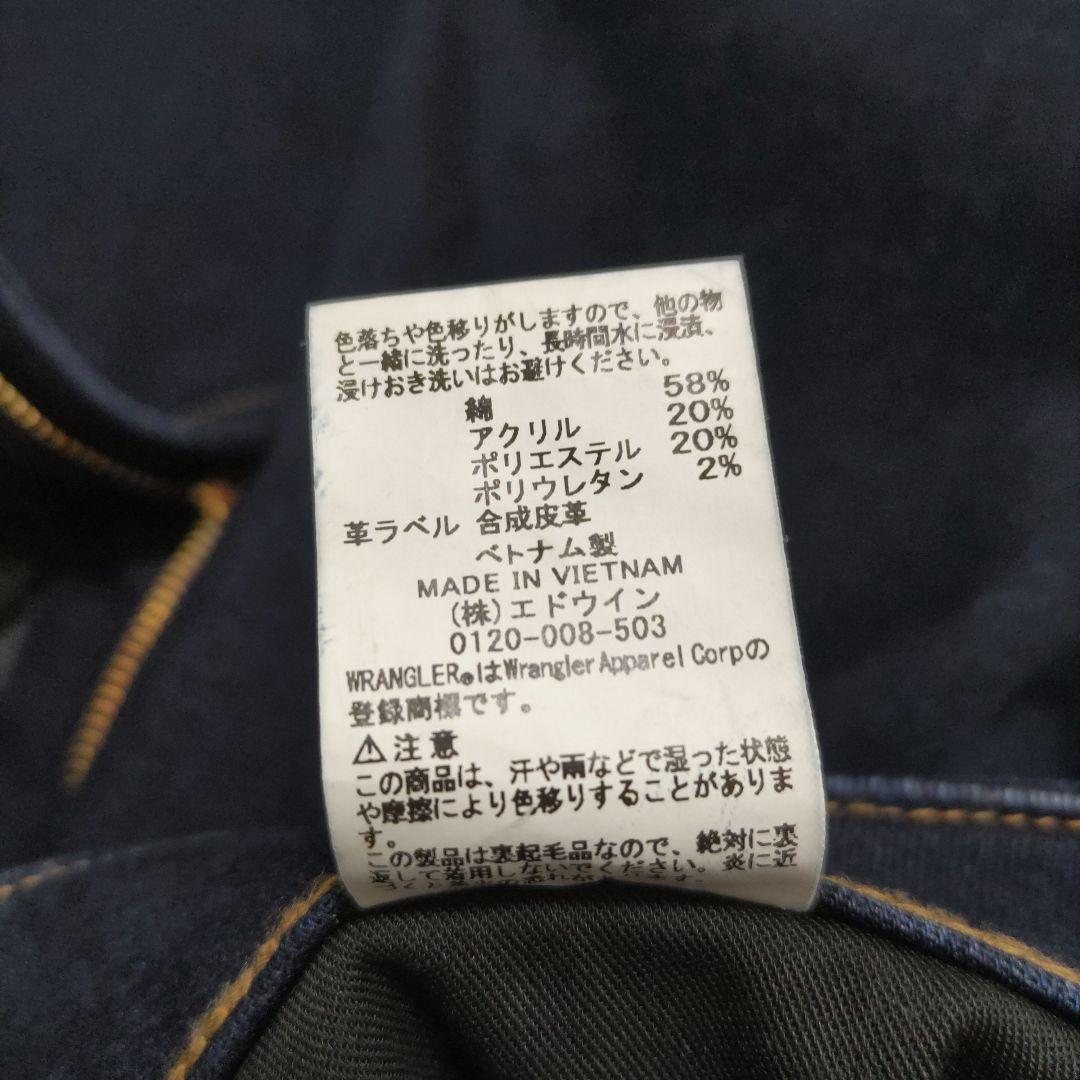 色落ちや色移りがしますので、他の物
と一緒に洗ったり、長時間水に浸漬、
浸けおき洗いはお避けください。
綿 58%
アクリル 20%
ポリエステル 20%
ポリウレタン 2%
革ラベル 合成皮革
ベトナム製
MADE IN VIETNAM
(株)エドウイン
0120-008-503
WRANGLER®はWrangler Apparel Corpの
登録商標です。
⚠注意
この商品は、汗や雨などで湿った状態
や摩擦により色移りすることがありま
す。
この製品は裏起毛品なので、絶対に裏
返して着用しないでください。炎に近
づくと